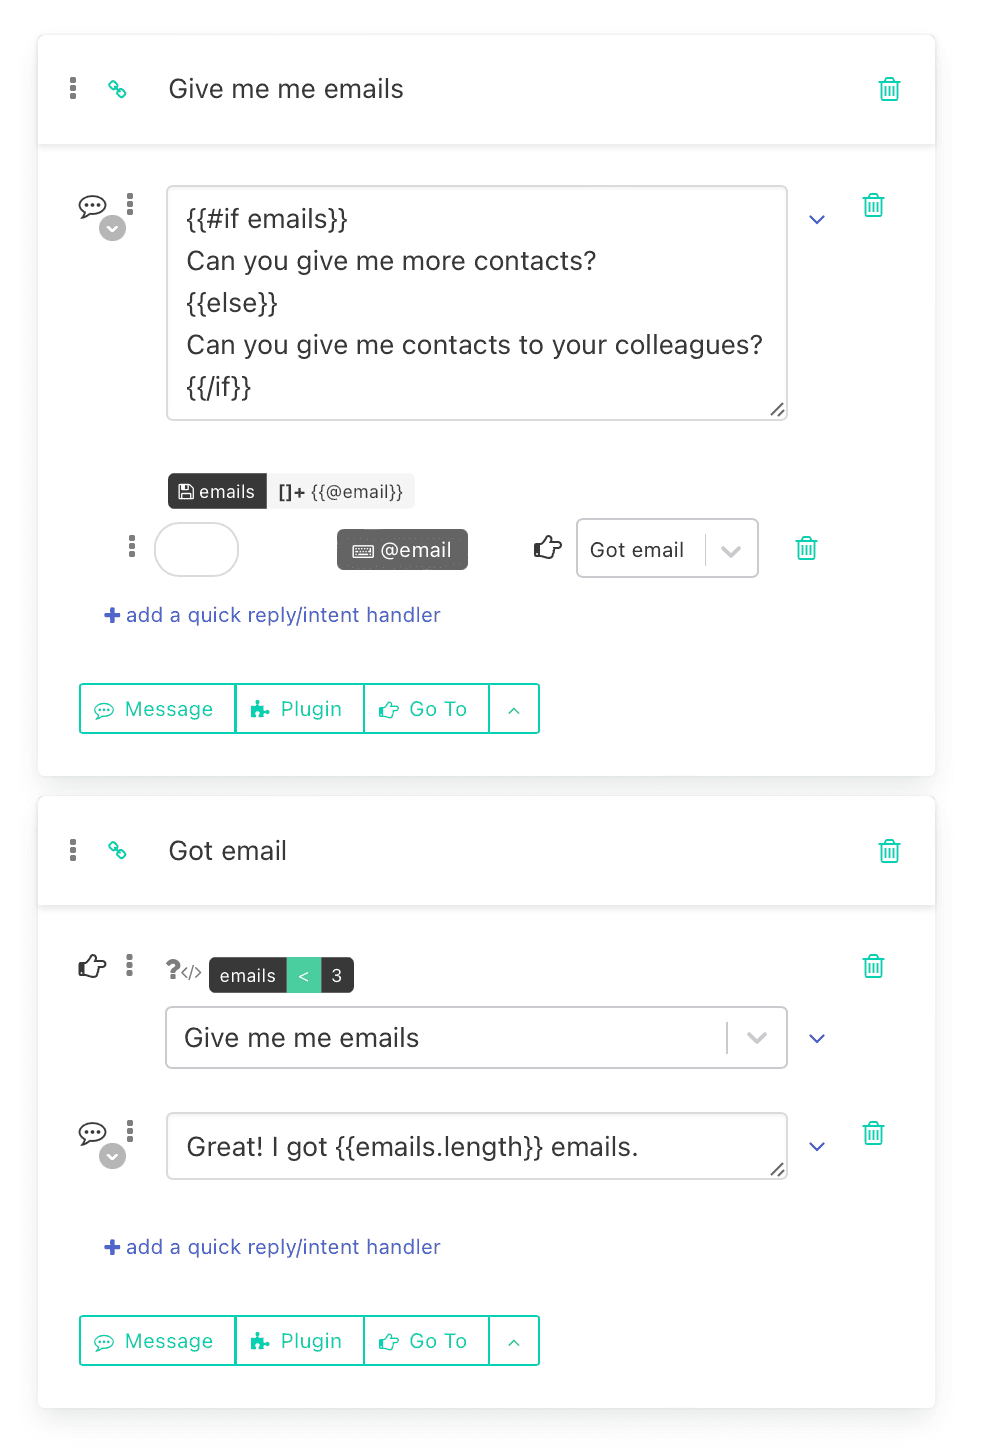 Give me me emails
{{#if emails}}
Can you give me more contacts?
{{else}}
Can you give me contacts to your colleagues?
{{/if}}
emails []+ {{@email}}
@email Got email
+ add a quick reply/intent handler
Message Plugin Go To
Got email
?</> emails < 3
Give me me emails
Great! I got {{emails.length}} emails.
+ add a quick reply/intent handler
Message Plugin Go To